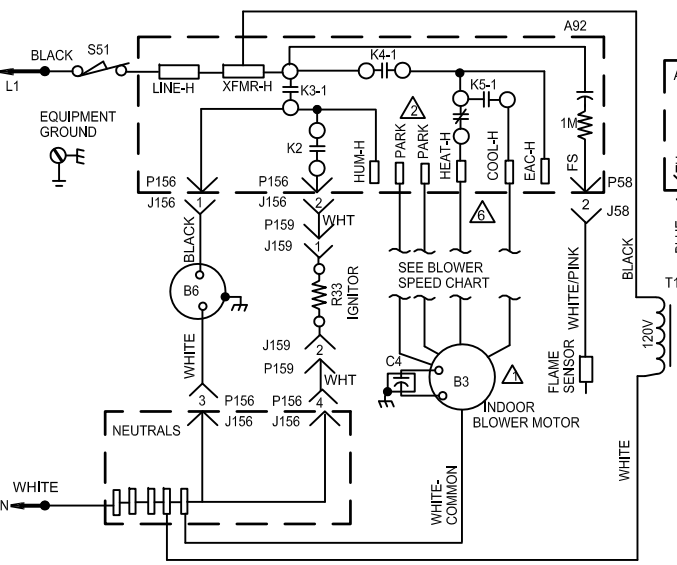 A92
BLACK
S51
K4-1
L1
LINE-H
XFMR-H
K3-1
K5-1
A
EQUIPMENT
GROUND
K2
HUM-H
PARK
2
PARK
HEAT-H
COOL-H
EAC-H
1M
FS
P156
P156
P58
J156
1
J156
2
6
2
J58
WHT
P159
J159
1
BLACK
B6
R33
IGNITOR
SEE BLOWER
SPEED CHART
WHITE/PINK
BLACK
BLUE
T1
120V
WHITE
J159
2
P159
WHT
C4
B3
1
FLAME
SENSOR
3
P156
P156
4
J156
J156
INDOOR
BLOWER MOTOR
NEUTRALS
WHITE-
COMMON
WHITE
WHITE
N